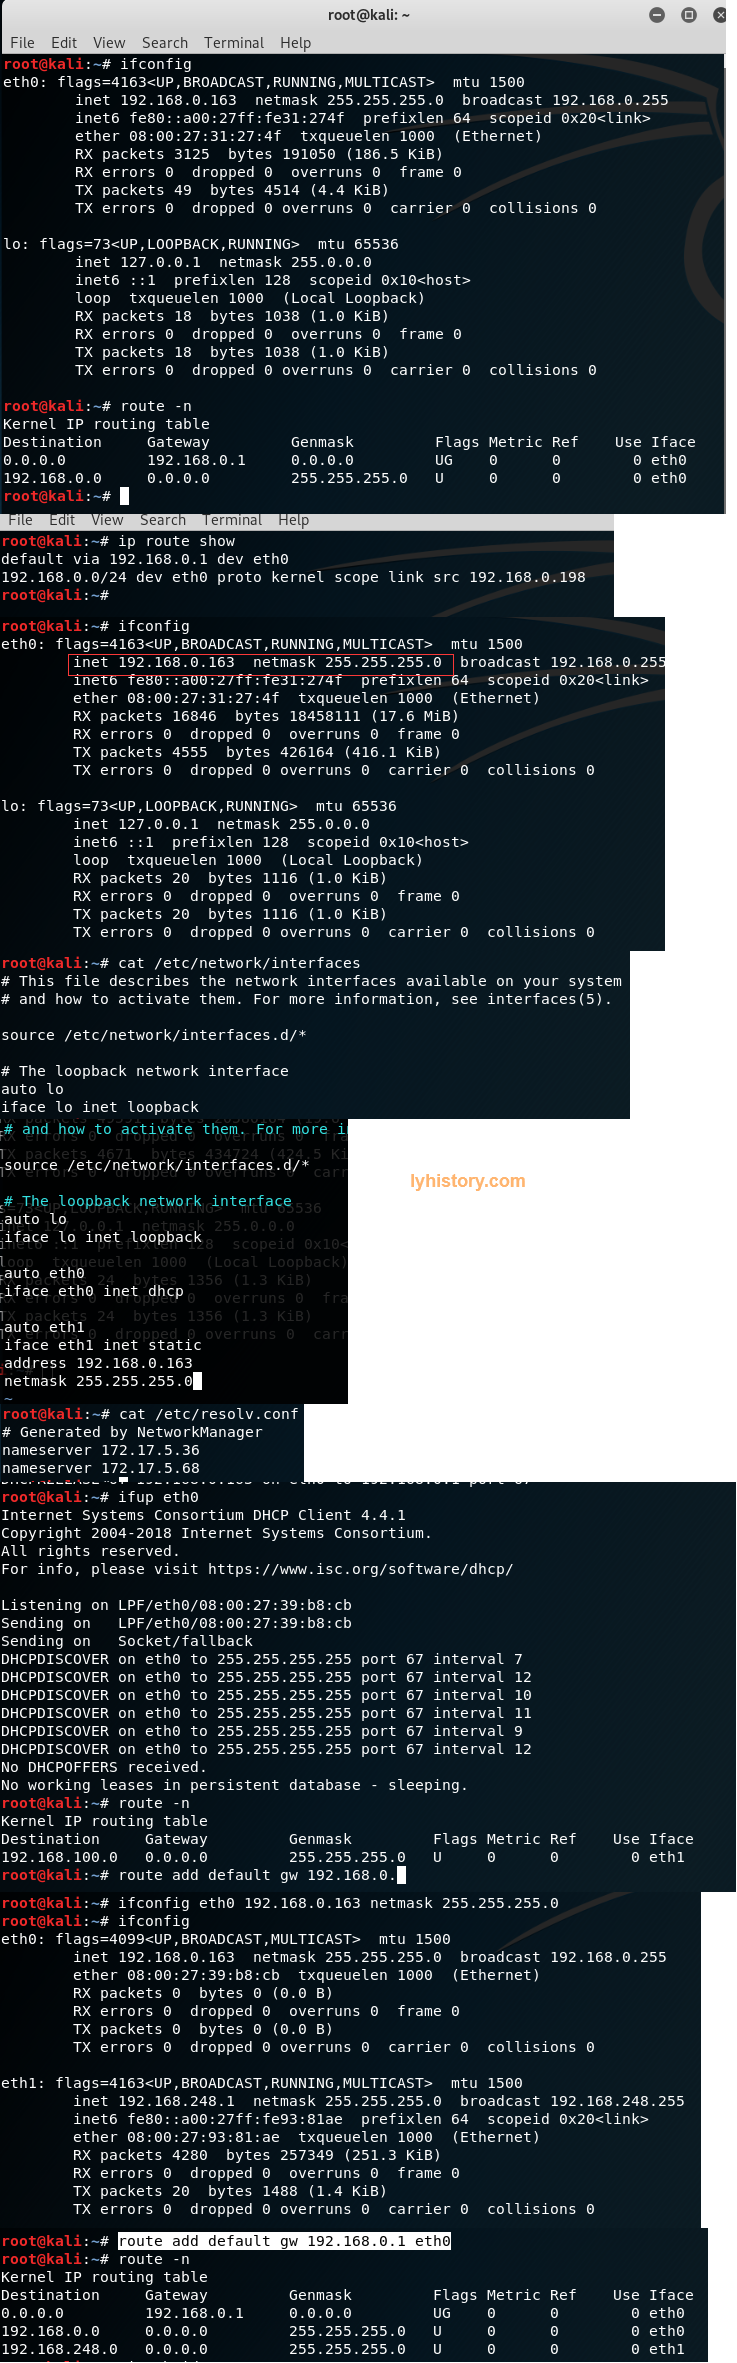 root@kali: ~
File Edit View Search Terminal Help
root@kali:~# ifconfig
eth0: flags=4163<UP,BROADCAST,RUNNING,MULTICAST>  mtu 1500
        inet 192.168.0.163  netmask 255.255.255.0  broadcast 192.168.0.255
        inet6 fe80::a00:27ff:fe31:274f  prefixlen 64  scopeid 0x20<link>
        ether 08:00:27:31:27:4f  txqueuelen 1000  (Ethernet)
        RX packets 3125  bytes 191050 (186.5 KiB)
        RX errors 0  dropped 0  overruns 0  frame 0
        TX packets 49  bytes 4514 (4.4 KiB)
        TX errors 0  dropped 0 overruns 0  carrier 0  collisions 0
lo: flags=73<UP,LOOPBACK,RUNNING>  mtu 65536
        inet 127.0.0.1  netmask 255.0.0.0
        inet6 ::1  prefixlen 128  scopeid 0x10<host>
        loop  txqueuelen 1000  (Local Loopback)
        RX packets 18  bytes 1038 (1.0 KiB)
        RX errors 0  dropped 0  overruns 0  frame 0
        TX packets 18  bytes 1038 (1.0 KiB)
        TX errors 0  dropped 0 overruns 0  carrier 0  collisions 0
root@kali:~# route -n
Kernel IP routing table
Destination     Gateway         Genmask         Flags Metric Ref    Use Iface
0.0.0.0         192.168.0.1     0.0.0.0         UG    0      0        0 eth0
192.168.0.0     0.0.0.0         255.255.255.0   U     0      0        0 eth0
root@kali:~#
File Edit View Search Terminal Help
root@kali:~# ip route show
default via 192.168.0.1 dev eth0
192.168.0.0/24 dev eth0 proto kernel scope link src 192.168.0.198
root@kali:~#
root@kali:~# ifconfig
eth0: flags=4163<UP,BROADCAST,RUNNING,MULTICAST>  mtu 1500
        inet 192.168.0.163  netmask 255.255.255.0  broadcast 192.168.0.255
        inet6 fe80::a00:27ff:fe31:274f  prefixlen 64  scopeid 0x20<link>
        ether 08:00:27:31:27:4f  txqueuelen 1000  (Ethernet)
        RX packets 16846  bytes 18458111 (17.6 MiB)
        RX errors 0  dropped 0  overruns 0  frame 0
        TX packets 4555  bytes 426164 (416.1 KiB)
        TX errors 0  dropped 0 overruns 0  carrier 0  collisions 0
lo: flags=73<UP,LOOPBACK,RUNNING>  mtu 65536
        inet 127.0.0.1  netmask 255.0.0.0
        inet6 ::1  prefixlen 128  scopeid 0x10<host>
        loop  txqueuelen 1000  (Local Loopback)
        RX packets 20  bytes 1116 (1.0 KiB)
        RX errors 0  dropped 0  overruns 0  frame 0
        TX packets 20  bytes 1116 (1.0 KiB)
        TX errors 0  dropped 0 overruns 0  carrier 0  collisions 0
root@kali:~# cat /etc/network/interfaces
# This file describes the network interfaces available on your system
# and how to activate them. For more information, see interfaces(5).
source /etc/network/interfaces.d/*
# The loopback network interface
auto lo
iface lo inet loopback
# and how to activate them. For more i
source /etc/network/interfaces.d/*
lyhistory.com
# The loopback network interface
auto lo
iface lo inet loopback
auto eth0
iface eth0 inet dhcp
auto eth1
iface eth1 inet static
address 192.168.0.163
netmask 255.255.255.0
~
root@kali:~# cat /etc/resolv.conf
# Generated by NetworkManager
nameserver 172.17.5.36
nameserver 172.17.5.68
root@kali:~# ifup eth0
Internet Systems Consortium DHCP Client 4.4.1
Copyright 2004-2018 Internet Systems Consortium.
All rights reserved.
For info, please visit https://www.isc.org/software/dhcp/
Listening on LPF/eth0/08:00:27:39:b8:cb
Sending on   LPF/eth0/08:00:27:39:b8:cb
Sending on   Socket/fallback
DHCPDISCOVER on eth0 to 255.255.255.255 port 67 interval 7
DHCPDISCOVER on eth0 to 255.255.255.255 port 67 interval 12
DHCPDISCOVER on eth0 to 255.255.255.255 port 67 interval 10
DHCPDISCOVER on eth0 to 255.255.255.255 port 67 interval 11
DHCPDISCOVER on eth0 to 255.255.255.255 port 67 interval 9
DHCPDISCOVER on eth0 to 255.255.255.255 port 67 interval 12
No DHCPOFFERS received.
No working leases in persistent database - sleeping.
root@kali:~# route -n
Kernel IP routing table
Destination     Gateway         Genmask         Flags Metric Ref    Use Iface
192.168.100.0   0.0.0.0         255.255.255.0   U     0      0        0 eth1
root@kali:~# route add default gw 192.168.0.
root@kali:~# ifconfig eth0 192.168.0.163 netmask 255.255.255.0
root@kali:~# ifconfig
eth0: flags=4099<UP,BROADCAST,MULTICAST>  mtu 1500
        inet 192.168.0.163  netmask 255.255.255.0  broadcast 192.168.0.255
        ether 08:00:27:39:b8:cb  txqueuelen 1000  (Ethernet)
        RX packets 0  bytes 0 (0.0 B)
        RX errors 0  dropped 0  overruns 0  frame 0
        TX packets 0  bytes 0 (0.0 B)
        TX errors 0  dropped 0 overruns 0  carrier 0  collisions 0
eth1: flags=4163<UP,BROADCAST,RUNNING,MULTICAST>  mtu 1500
        inet 192.168.248.1  netmask 255.255.255.0  broadcast 192.168.248.255
        inet6 fe80::a00:27ff:fe93:81ae  prefixlen 64  scopeid 0x20<link>
        ether 08:00:27:93:81:ae  txqueuelen 1000  (Ethernet)
        RX packets 4280  bytes 257349 (251.3 KiB)
        RX errors 0  dropped 0  overruns 0  frame 0
        TX packets 20  bytes 1488 (1.4 KiB)
        TX errors 0  dropped 0 overruns 0  carrier 0  collisions 0
root@kali:~# route add default gw 192.168.0.1 eth0
root@kali:~# route -n
Kernel IP routing table
Destination     Gateway         Genmask         Flags Metric Ref    Use Iface
0.0.0.0         192.168.0.1     0.0.0.0         UG    0      0        0 eth0
192.168.0.0     0.0.0.0         255.255.255.0   U     0      0        0 eth0
192.168.248.0   0.0.0.0         255.255.255.0   U     0      0        0 eth1